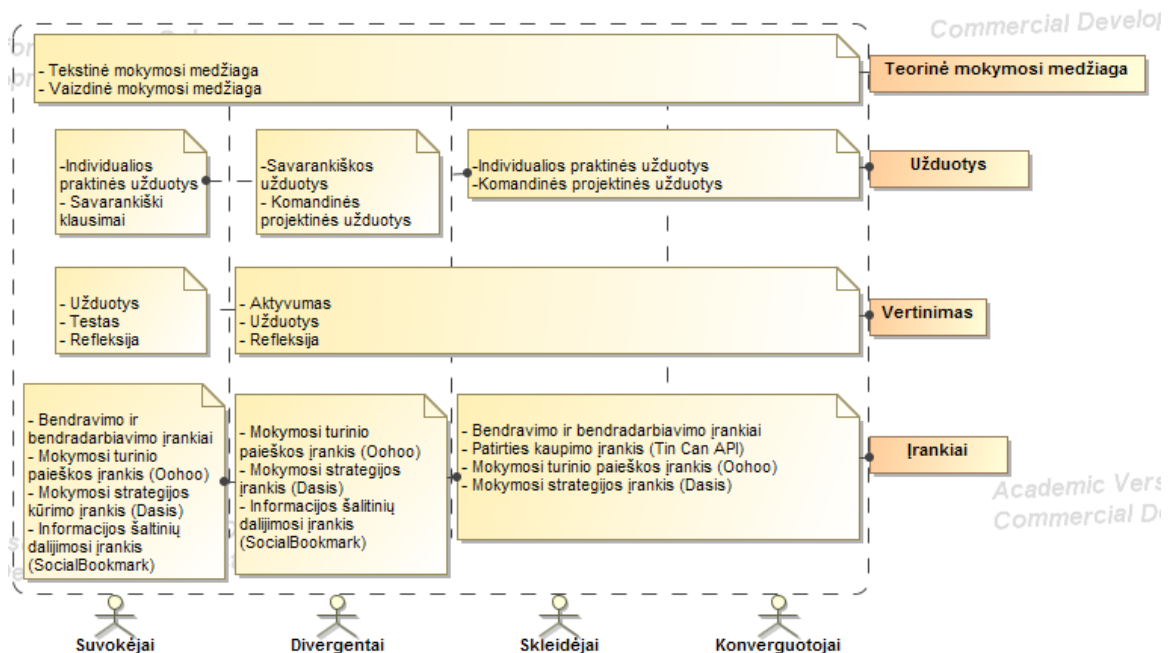 Commercial Develop
- Tekstinė mokymosi medžiaga
- Vaizdinė mokymosi medžiaga
Teorinė mokymosi medžiaga
-Individualios
praktinės užduotys
- Savarankiški
klausimai
-Savarankiškos
užduotys
- Komandinės
projektinės užduotys
-Individualios praktinės užduotys
-Komandinės projektinės užduotys
Užduotys
- Užduotys
- Testas
- Refleksija
- Aktyvumas
- Užduotys
- Refleksija
Vertinimas
- Bendravimo ir
bendradarbiavimo įrankiai
- Mokymosi turinio
paieškos įrankis (Oohoo)
- Mokymosi strategijos
kūrimo įrankis (Dasis)
- Informacijos šaltinių
dalijimosi įrankis
(SocialBookmark)
- Mokymosi turinio
paieškos įrankis (Oohoo)
- Mokymosi strategijos
įrankis (Dasis)
- Informacijos šalitinių
dalijimosi įrankis
(SocialBookmark)
- Bendravimo ir bendradarbiavimo įrankiai
- Patirties kaupimo įrankis (Tin Can API)
- Mokymosi turinio paieškos įrankis (Oohoo)
- Mokymosi strategijos įrankis (Dasis)
Įrankiai
Academic Vers
Commercial De
Suvokėjai
Divergentai
Skleidėjai
Konverguotojai